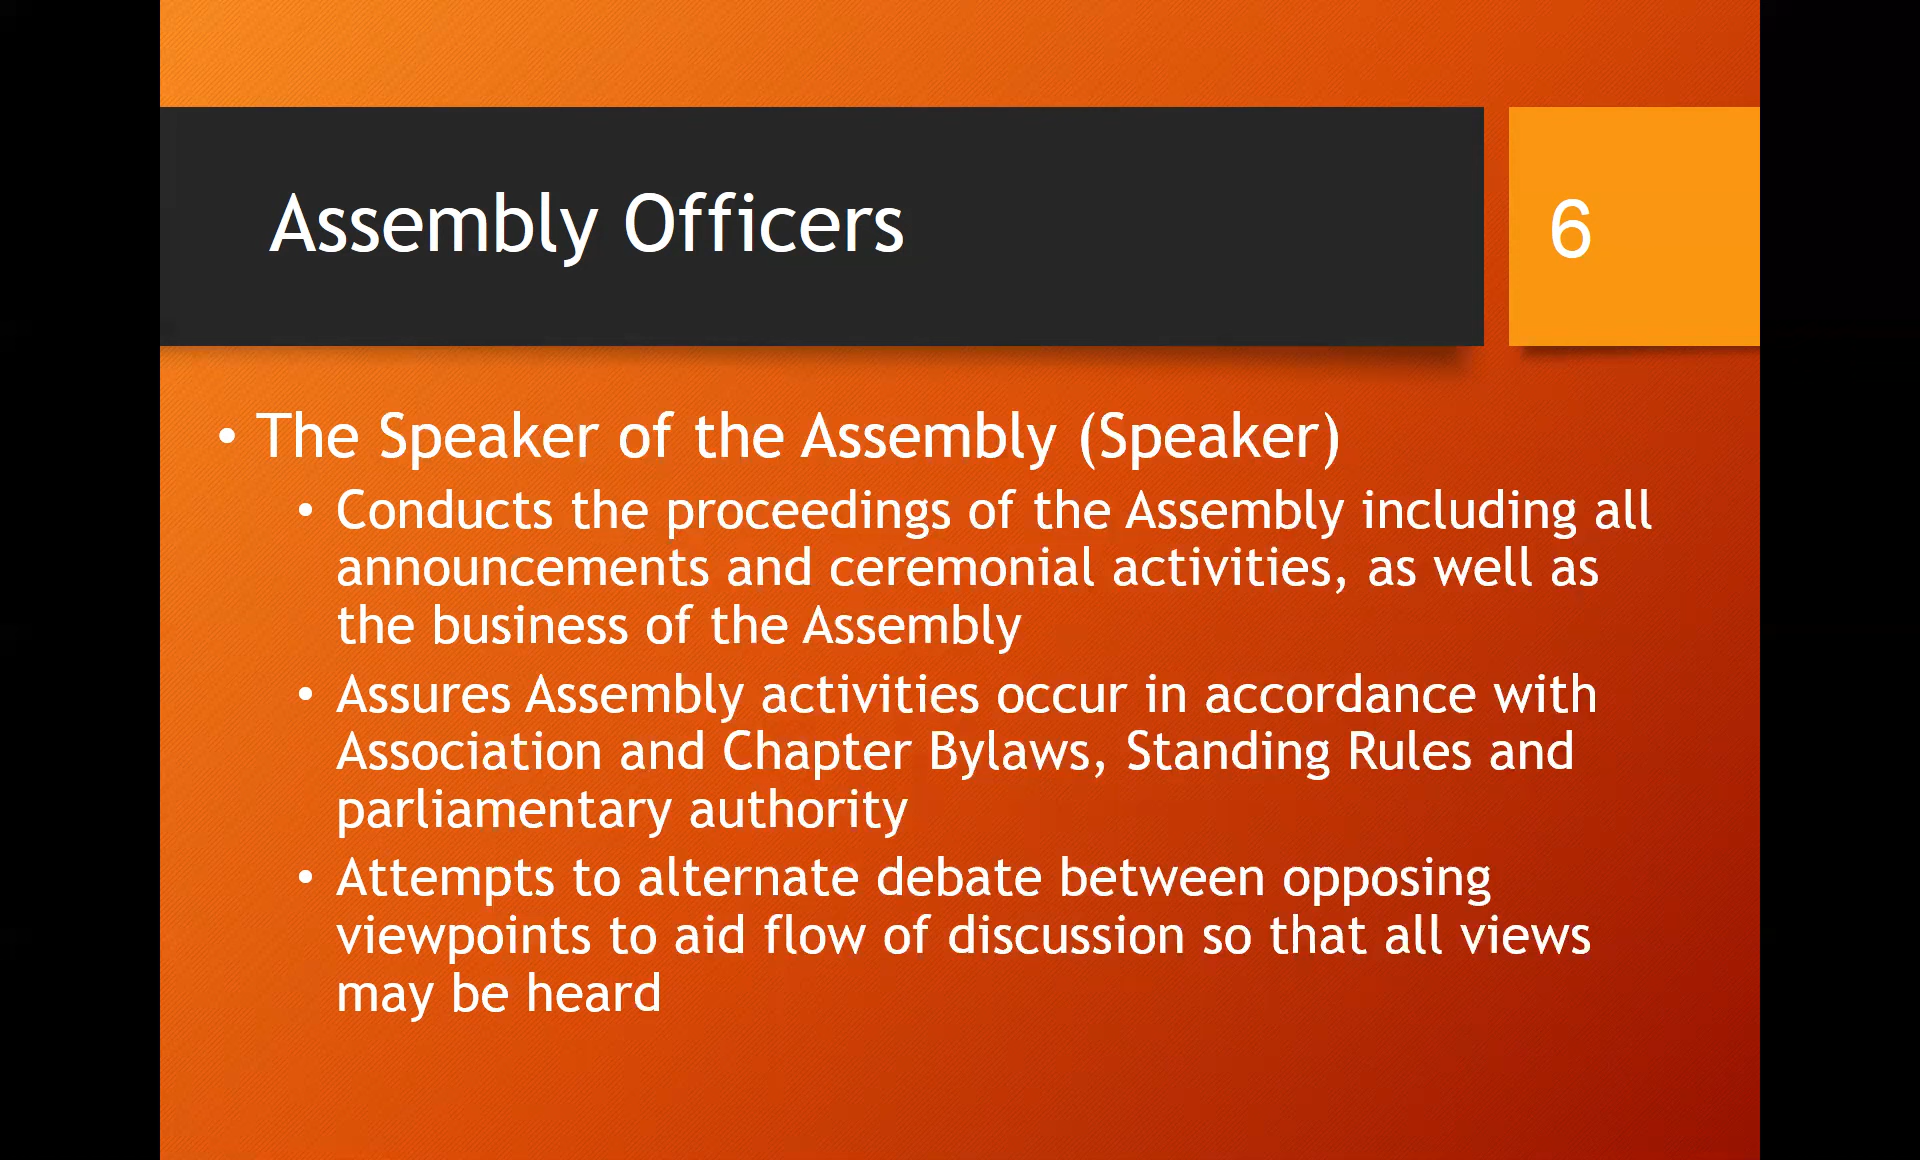 Assembly Officers
6
• The Speaker of the Assembly (Speaker)
• Conducts the proceedings of the Assembly including all
announcements and ceremonial activities, as well as
the business of the Assembly
• Assures Assembly activities occur in accordance with
Association and Chapter Bylaws, Standing Rules and
parliamentary authority
• Attempts to alternate debate between opposing
viewpoints to aid flow of discussion so that all views
may be heard